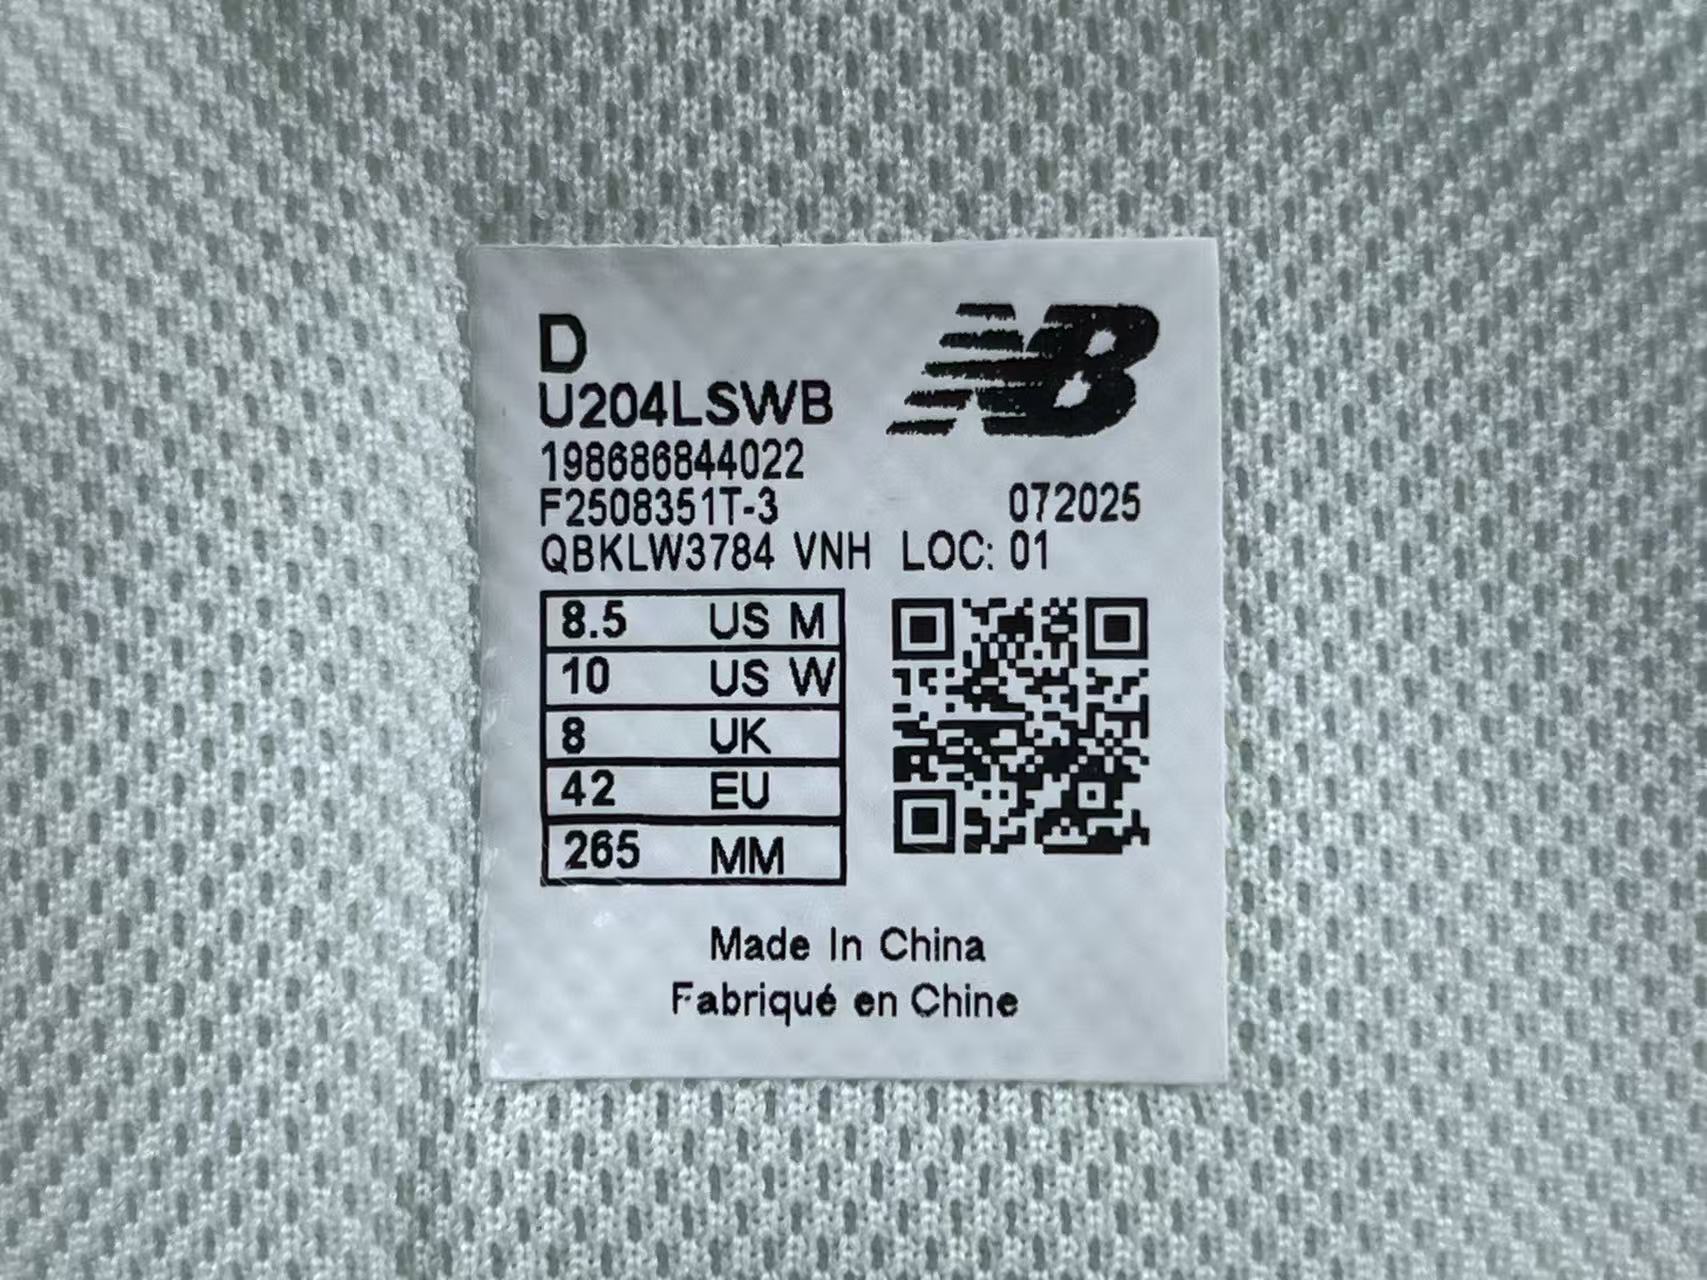 D
NB
U204LSWB
198686844022
F2508351T-3 072025
QBKLW3784 VNH LOC: 01
8.5 US M
10 US W
8 UK
42 EU
265 MM
Made In China
Fabriqué en Chine